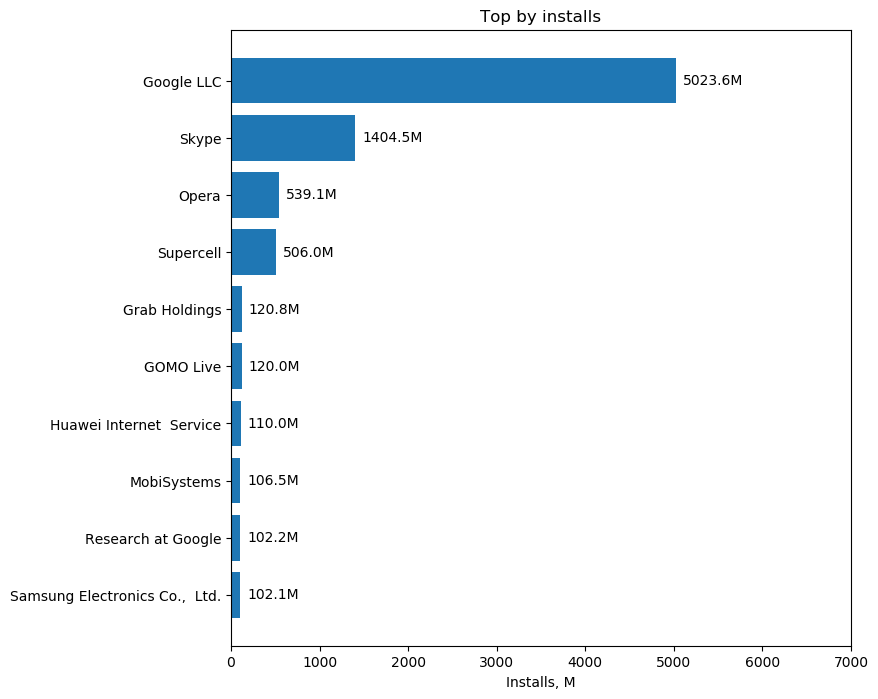 Top by installs
Google LLC 5023.6M
Skype 1404.5M
Opera 539.1M
Supercell 506.0M
Grab Holdings 120.8M
GOMO Live 120.0M
Huawei Internet  Service 110.0M
MobiSystems 106.5M
Research at Google 102.2M
Samsung Electronics Co.,  Ltd. 102.1M
0 1000 2000 3000 4000 5000 6000 7000
Installs, M